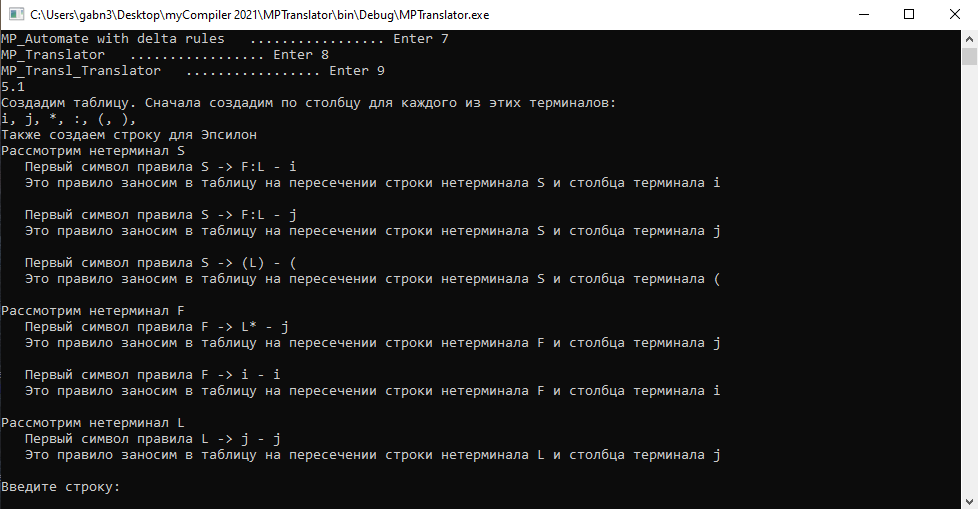 C:\Users\gabn3\Desktop\myCompiler 2021\MPTranslator\bin\Debug\MPTranslator.exe
MP_Automate with delta rules   ................. Enter 7
MP_Translator   ................. Enter 8
MP_Transl_Translator   ................. Enter 9
5.1
Создадим таблицу. Сначала создадим по столбцу для каждого из этих терминалов:
i, j, *, :, (, ),
Также создаем строку для Эпсилон
Рассмотрим нетерминал S
   Первый символ правила S -> F:L - i
   Это правило заносим в таблицу на пересечении строки нетерминала S и столбца терминала i
   Первый символ правила S -> F:L - j
   Это правило заносим в таблицу на пересечении строки нетерминала S и столбца терминала j
   Первый символ правила S -> (L) - (
   Это правило заносим в таблицу на пересечении строки нетерминала S и столбца терминала (
Рассмотрим нетерминал F
   Первый символ правила F -> L* - j
   Это правило заносим в таблицу на пересечении строки нетерминала F и столбца терминала j
   Первый символ правила F -> i - i
   Это правило заносим в таблицу на пересечении строки нетерминала F и столбца терминала i
Рассмотрим нетерминал L
   Первый символ правила L -> j - j
   Это правило заносим в таблицу на пересечении строки нетерминала L и столбца терминала j
Введите строку: